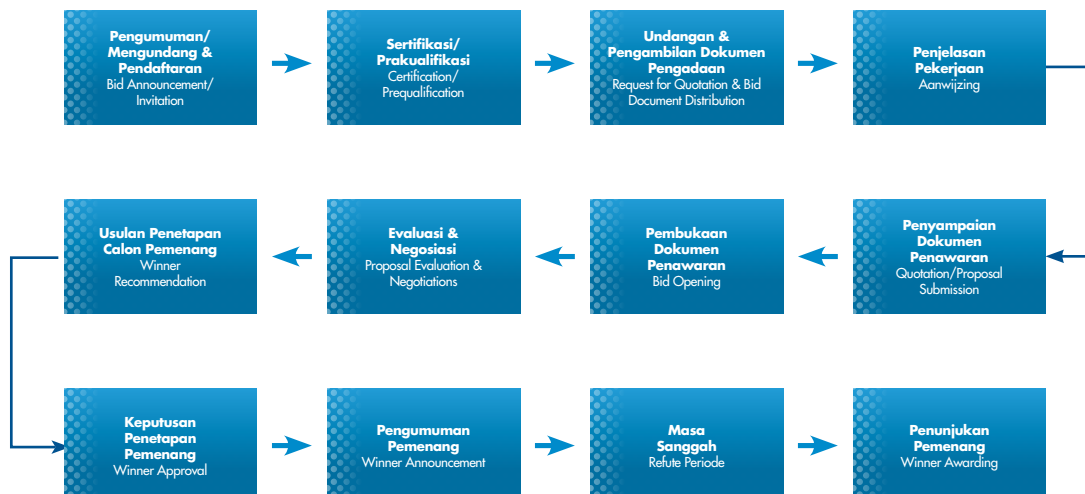 Pengumuman/
Mengundang &
Pendaftaran
Bid Announcement/
Invitation
Sertifikasi/
Prakualifikasi
Certification/
Prequalification
Undangan &
Pengambilan Dokumen
Pengadaan
Request for Quotation & Bid
Document Distribution
Penjelasan
Pekerjaan
Aanwijzing
Penyampaian
Dokumen
Penawaran
Quotation/Proposal
Submission
Pembukaan
Dokumen
Penawaran
Bid Opening
Evaluasi &
Negosiasi
Proposal Evaluation &
Negotiations
Usulan Penetapan
Calon Pemenang
Winner
Recommendation
Keputusan
Penetapan
Pemenang
Winner Approval
Pengumuman
Pemenang
Winner Announcement
Masa
Sanggah
Refute Periode
Penunjukan
Pemenang
Winner Awarding